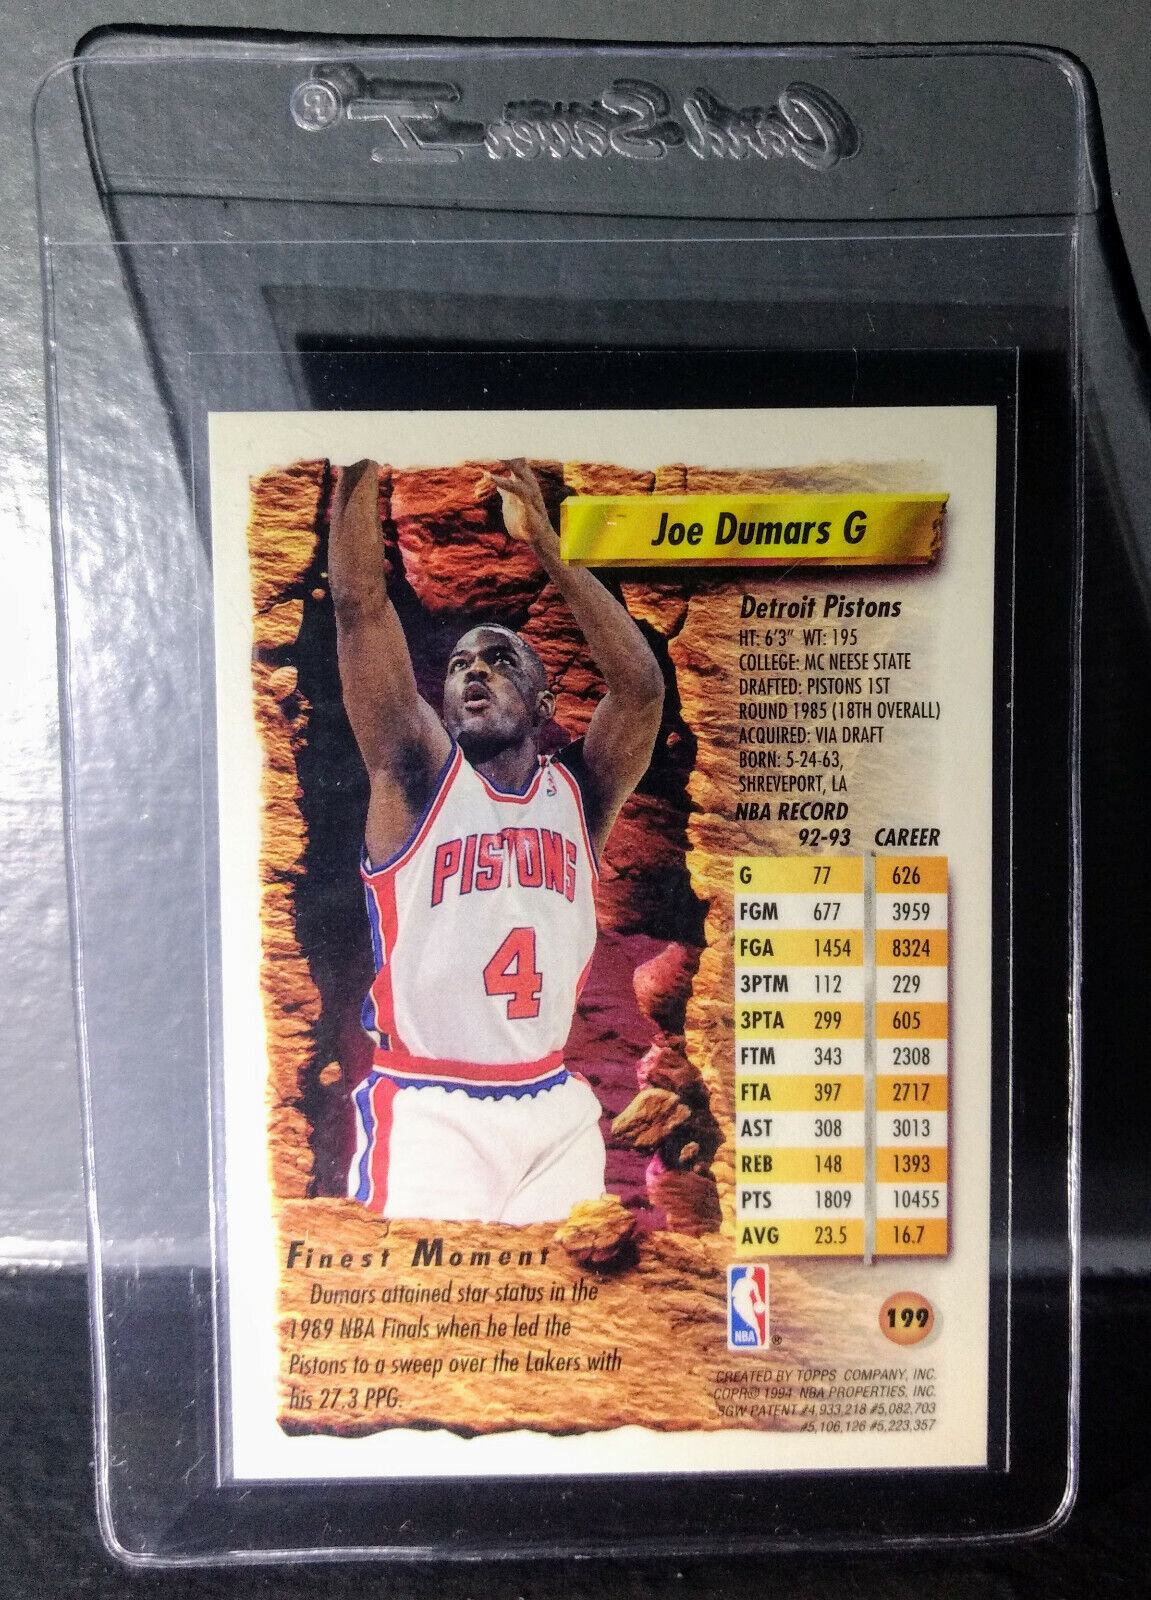 Card Saver I®
Joe Dumars G
Detroit Pistons
HT: 6'3" WT: 195
COLLEGE: MC NEESE STATE
DRAFTED: PISTONS 1ST
ROUND 1985 (18TH OVERALL)
ACQUIRED: VIA DRAFT
BORN: 5-24-63,
SHREVEPORT, LA
NBA RECORD
92-93 CAREER
G 77 626
FGM 677 3959
FGA 1454 8324
3PTM 112 229
3PTA 299 605
FTM 343 2308
FTA 397 2717
AST 308 3013
REB 148 1393
PTS 1809 10455
AVG 23.5 16.7
PISTONS
4
Finest Moment
Dumars attained star status in the
1989 NBA Finals when he led the
Pistons to a sweep over the Lakers with
his 27.3 PPG.
NBA ®
199
CREATED BY TOPPS COMPANY, INC.
COPR© 1994 NBA PROPERTIES, INC.
SGW PATENT #4,933,218 #5,082,703
#5,106,126 #5,223,357